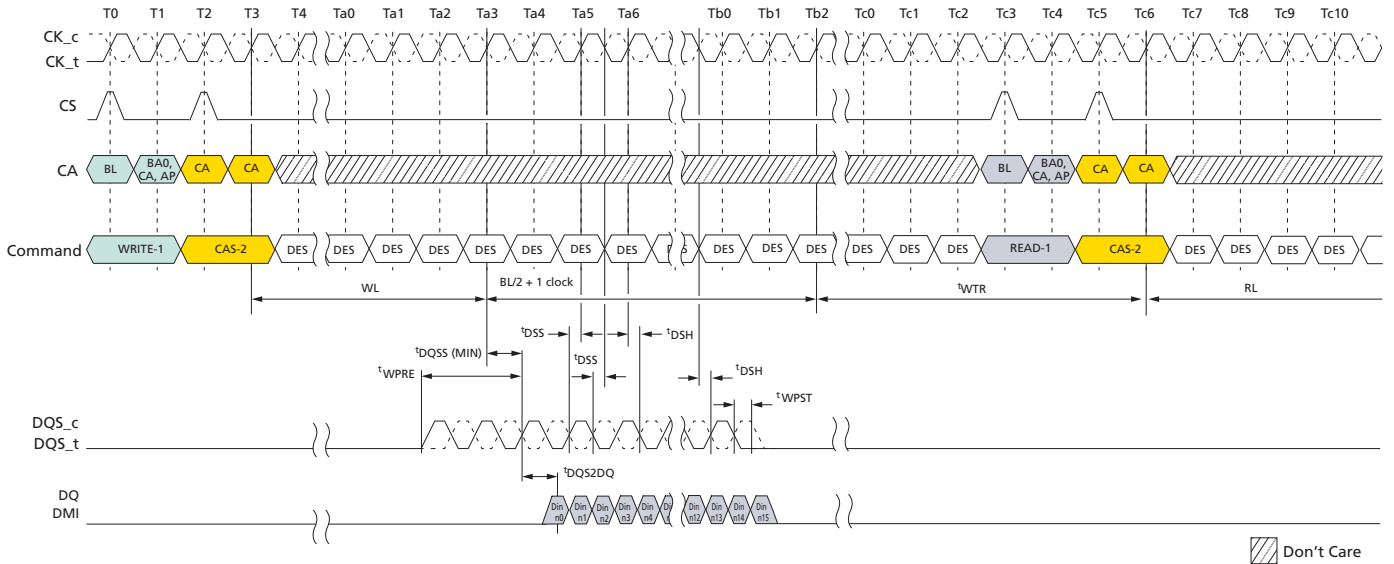 T0 T1 T2 T3 T4 Ta0 Ta1 Ta2 Ta3 Ta4 Ta5 Ta6 Tb0 Tb1 Tb2 Tc0 Tc1 Tc2 Tc3 Tc4 Tc5 Tc6 Tc7 Tc8 Tc9 Tc10
CK_c
CK_t
CS
CA BL BA0, CA, AP CA CA BL BA0, CA, AP CA CA
Command WRITE-1 CAS-2 DES DES DES DES DES DES DES DES DES DES DES DES DES DES READ-1 CAS-2 DES DES DES DES
WL BL/2 + 1 clock tWTR RL
tDSS tDSH
tDQSS (MIN) tDSS
tWPRE tDSH
tWPST
DQS_c
DQS_t
tDQS2DQ
DQ
DMI
Din n0 Din n1 Din n2 Din n3 Din n4 Din n12 Din n13 Din n14 Din n15
Don't Care